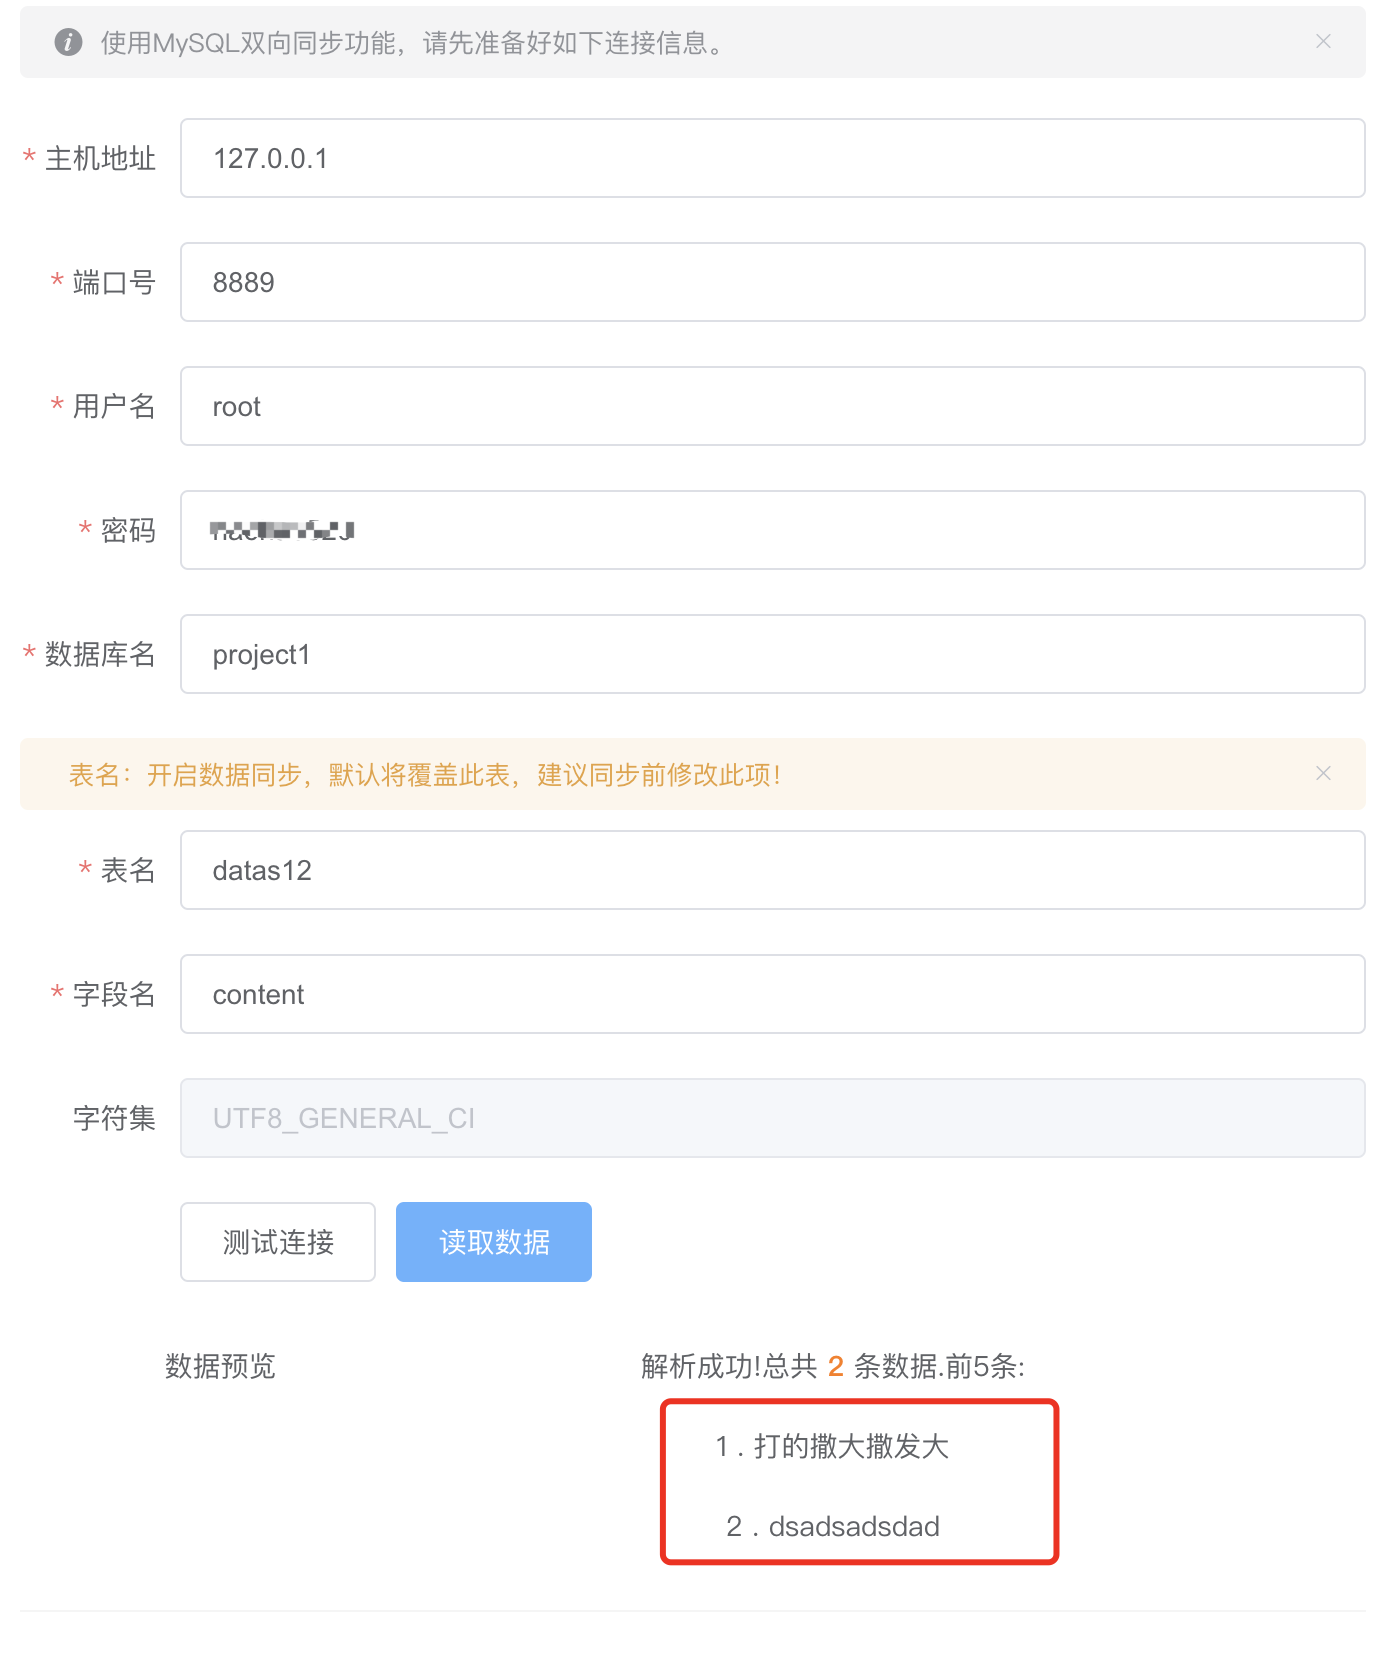 使用MySQL双向同步功能，请先准备好如下连接信息。
* 主机地址 127.0.0.1
* 端口号 8889
* 用户名 root
* 密码
* 数据库名 project1
表名：开启数据同步，默认将覆盖此表，建议同步前修改此项！
* 表名 datas12
* 字段名 content
字符集 UTF8_GENERAL_CI
测试连接 读取数据
数据预览 解析成功!总共 2 条数据.前5条:
1 . 打的撒大撒发大
2 . dsadsadsdad